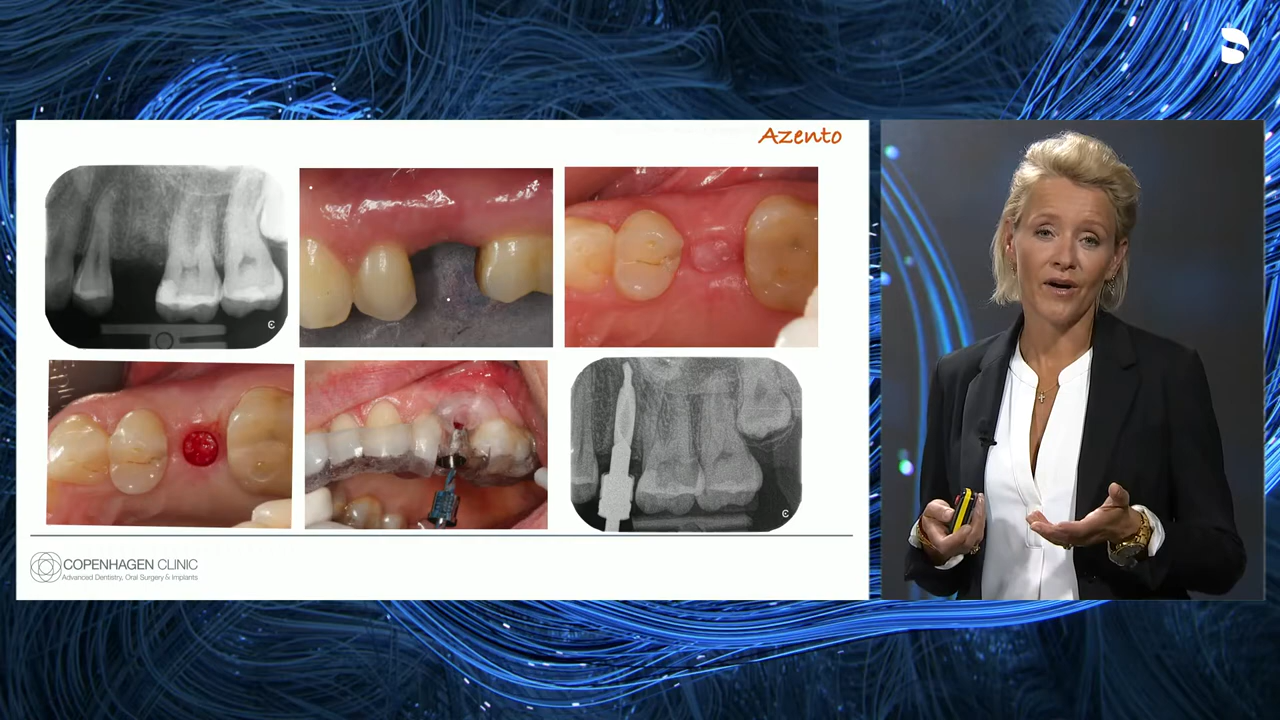 Azento
COPENHAGEN CLINIC
Advanced Dentistry, Oral Surgery & Implants